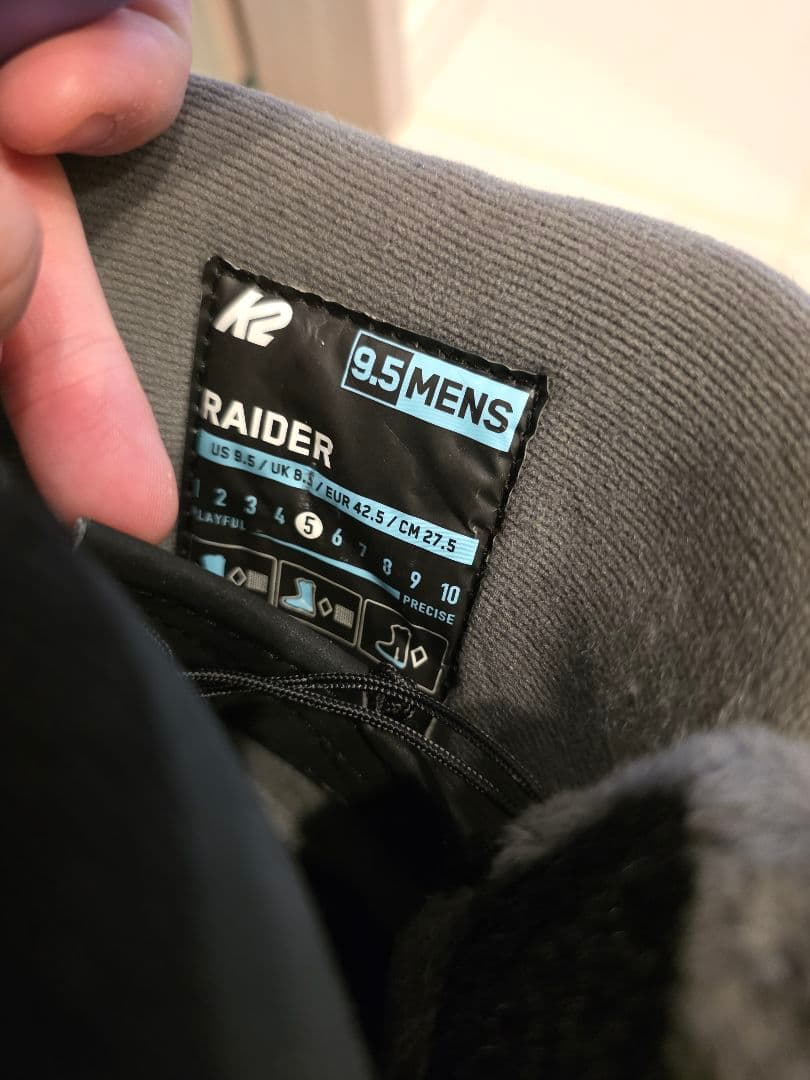 K2
9.5 MENS
RAIDER
US 9.5 / UK 8.5 / EUR 42.5 / CM 27.5
1 2 3 4 5 6 7 8 9 10
PLAYFUL
PRECISE